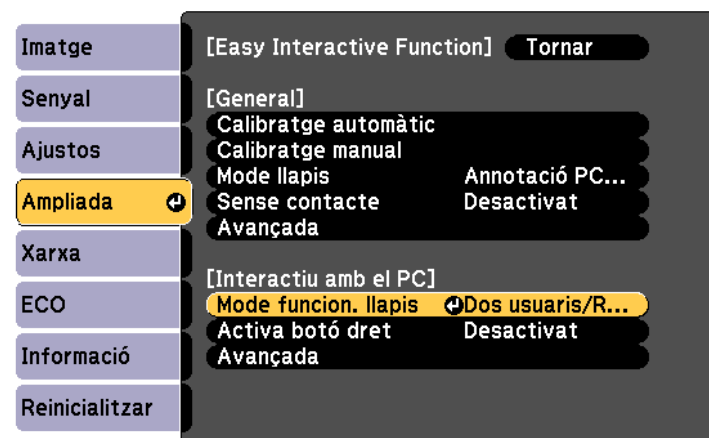 Imatge
Senyal
Ajustos
Ampliada
Xarxa
ECO
Informació
Reinicialitzar
[Easy Interactive Function] Tornar
[General]
Calibratge automàtic
Calibratge manual
Mode llapis Annotació PC...
Sense contacte Desactivat
Avançada
[Interactiu amb el PC]
Mode funcion. llapis Dos usuaris/R...
Activa botó dret Desactivat
Avançada